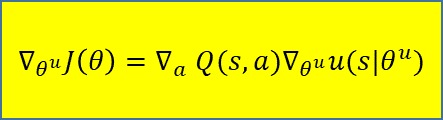 ∇_{θ^u} J(θ) = ∇_a Q(s, a)∇_{θ^u} u(s|θ^u)